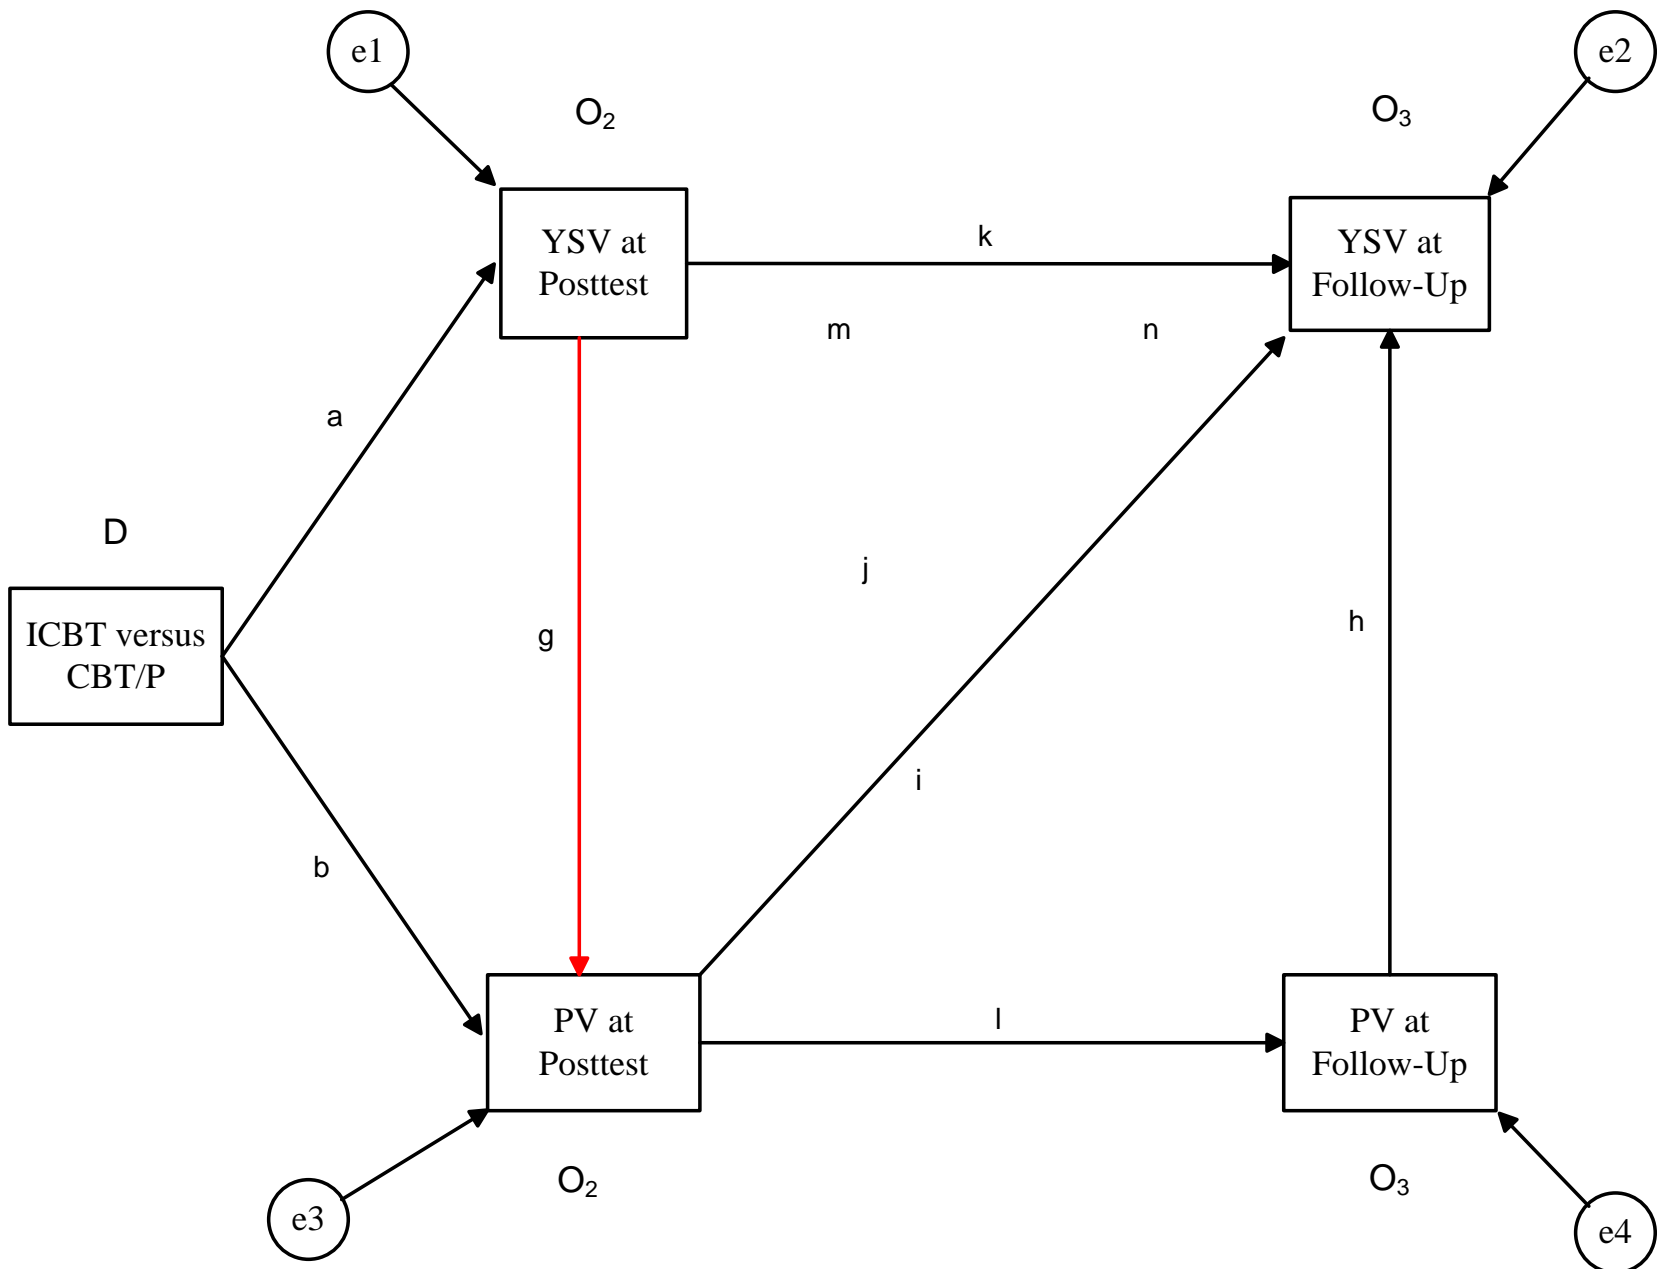 e1
e2
O₂
O₃
YSV at
Posttest
k
YSV at
Follow-Up
m
n
a
D
j
ICBT versus
CBT/P
g
h
i
b
PV at
Posttest
l
PV at
Follow-Up
O₂
O₃
e3
e4